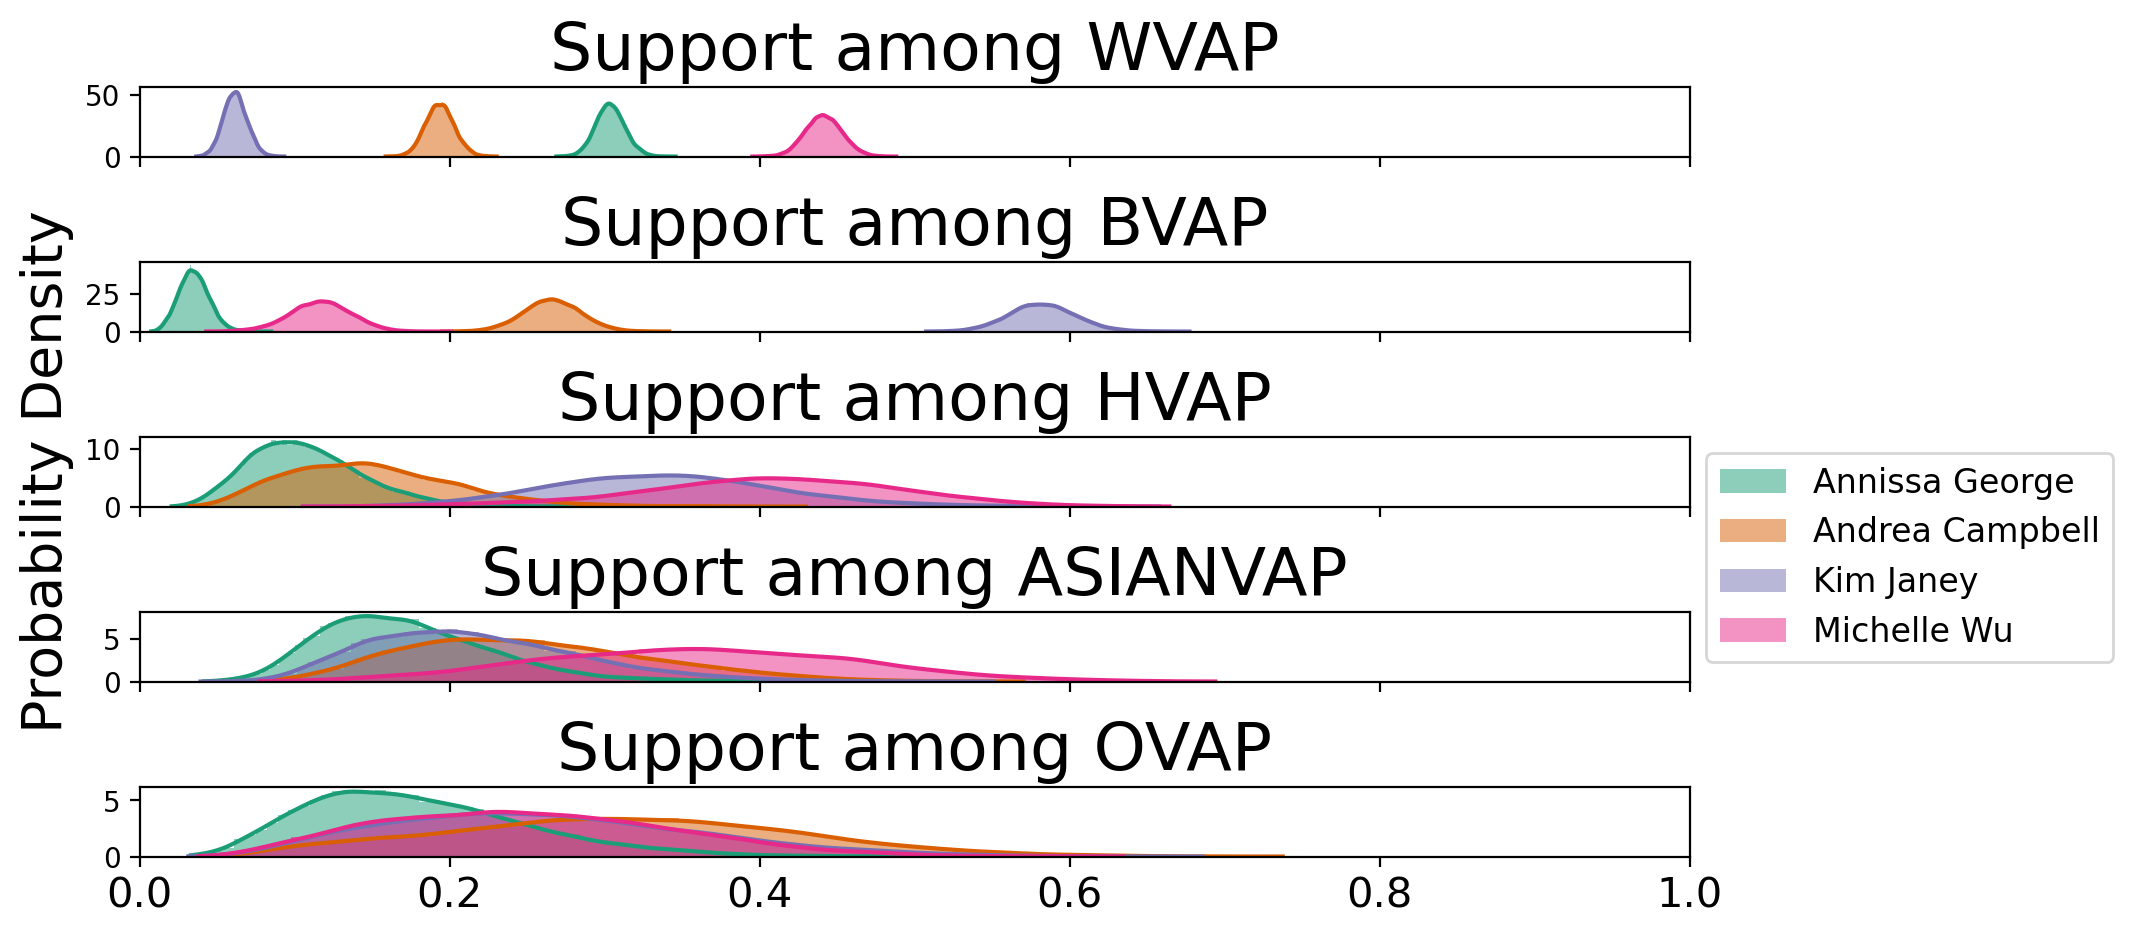 Support among WVAP
50
0
Support among BVAP
25
0
Support among HVAP
10
0
Support among ASIANVAP
5
0
Support among OVAP
5
0
0.0 0.2 0.4 0.6 0.8 1.0
Probability Density
Annissa George
Andrea Campbell
Kim Janey
Michelle Wu